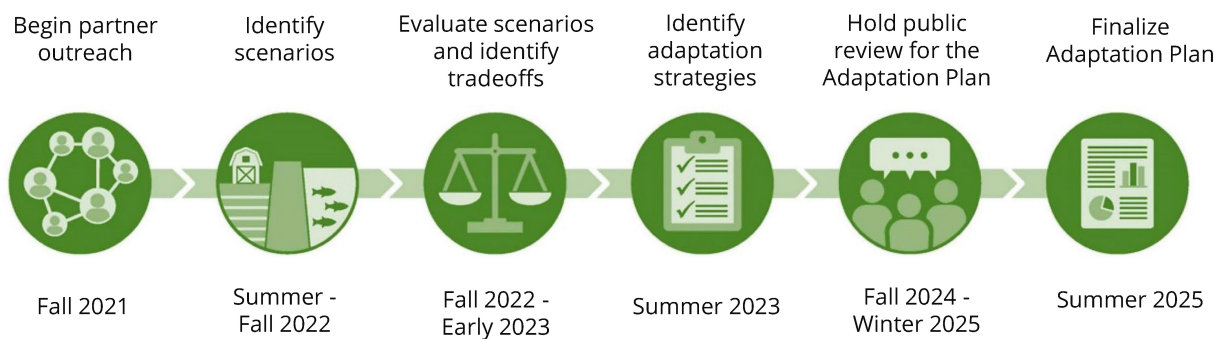 Begin partner
outreach
Identify
scenarios
Evaluate scenarios
and identify
tradeoffs
Identify
adaptation
strategies
Hold public
review for the
Adaptation Plan
Finalize
Adaptation Plan
Fall 2021
Summer -
Fall 2022
Fall 2022 -
Early 2023
Summer 2023
Fall 2024 -
Winter 2025
Summer 2025